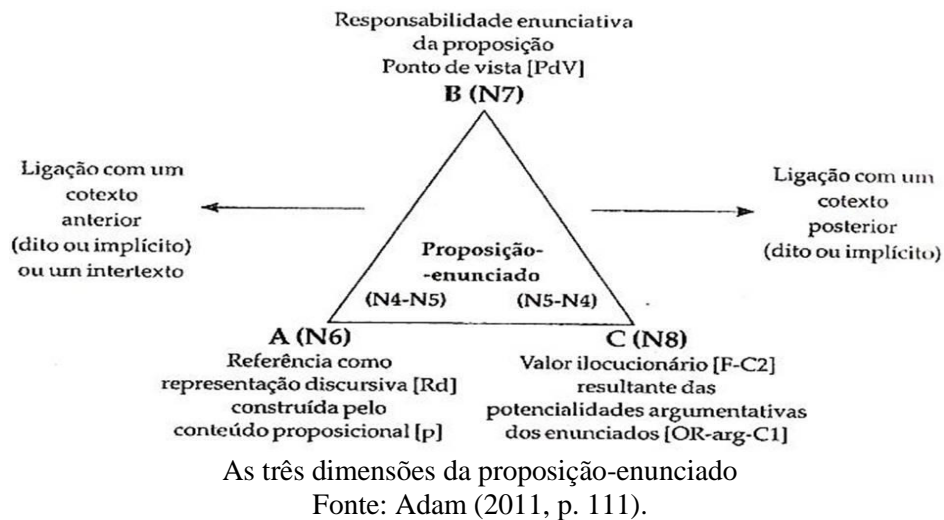 Responsabilidade enunciativa
da proposição
Ponto de vista [PdV]
B (N7)
Ligação com um
cotexto
anterior
(dito ou implícito)
ou um intertexto
Ligação com um
cotexto
posterior
(dito ou implícito)
Proposição-
-enunciado
(N4-N5) (N5-N4)
A (N6)
Referência como
representação discursiva [Rd]
construída pelo
conteúdo proposicional [p]
C (N8)
Valor ilocucionário [F-C2]
resultante das
potencialidades argumentativas
dos enunciados [OR-arg-C1]
As três dimensões da proposição-enunciado
Fonte: Adam (2011, p. 111).